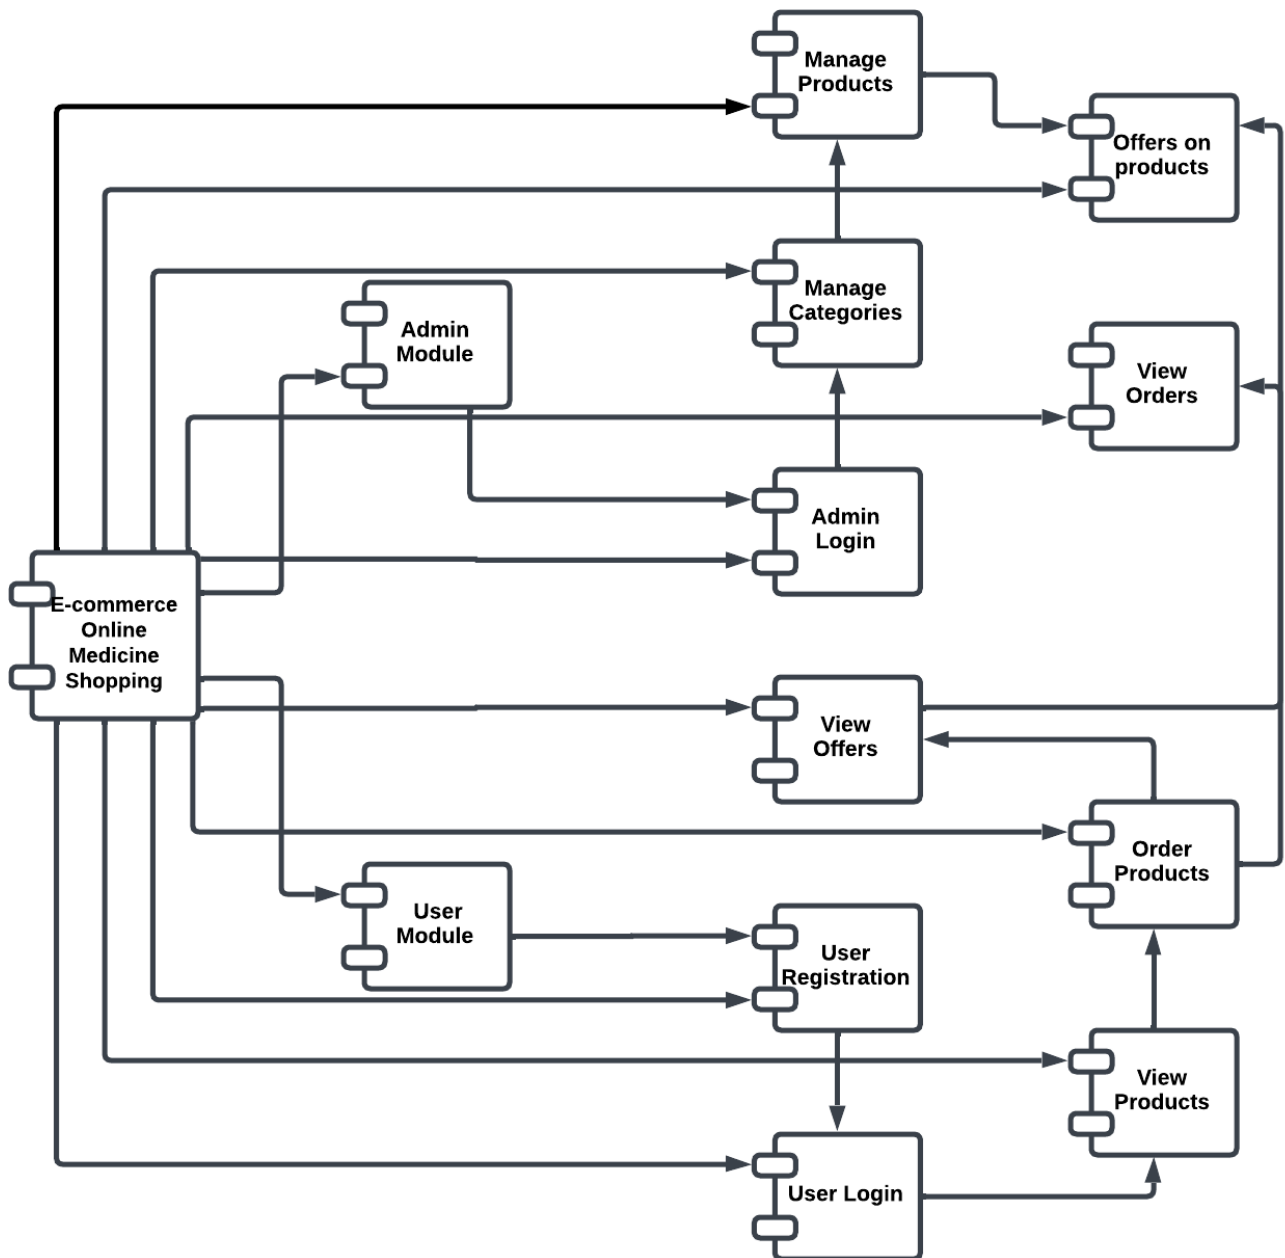 Manage
Products
Offers on
products
Manage
Categories
Admin
Module
View
Orders
Admin
Login
E-commerce
Online
Medicine
Shopping
View
Offers
Order
Products
User
Module
User
Registration
View
Products
User Login